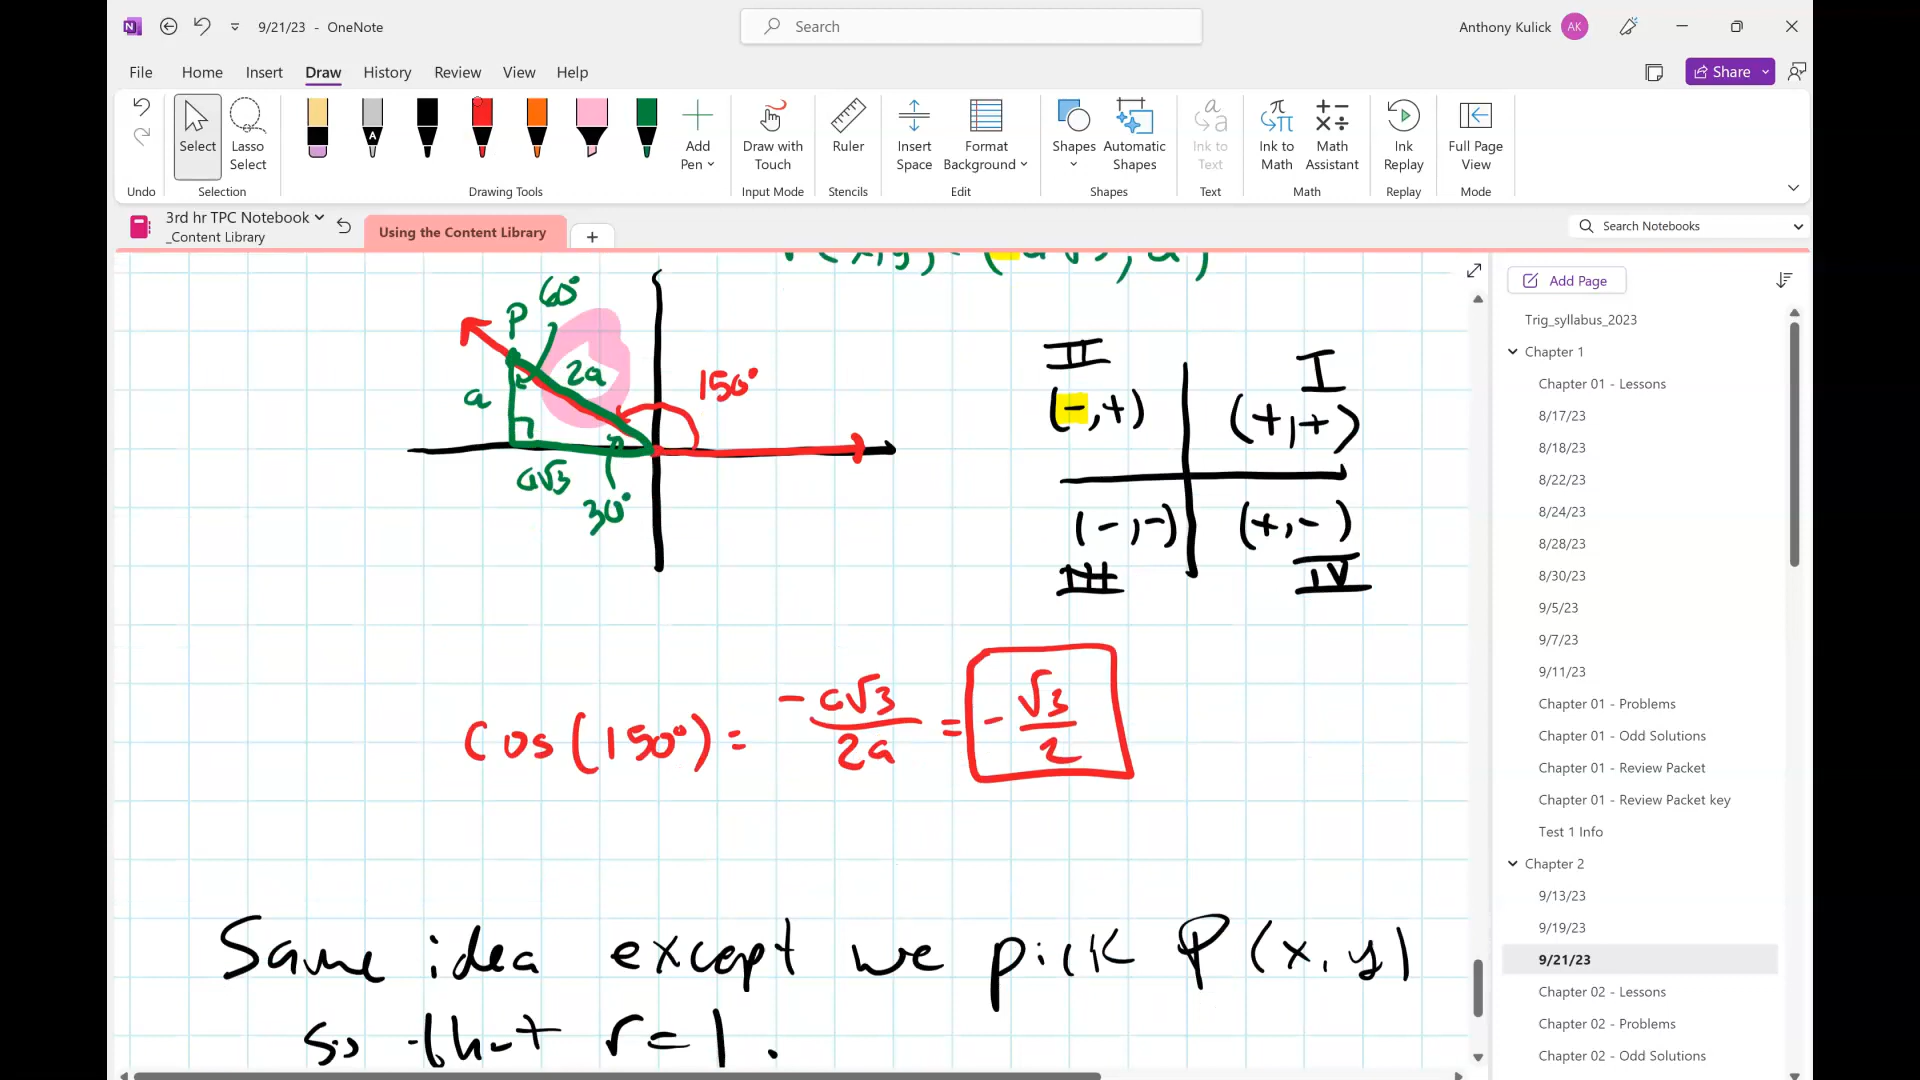 9/21/23 - OneNote
Search
Anthony Kulick AK
File Home Insert Draw History Review View Help
Share
Select
Lasso Select
A
Add Pen
Draw with Touch
Ruler
Insert Space
Format Background
Shapes
Automatic Shapes
Ink to Text
Ink to Math
Math Assistant
Ink Replay
Full Page View
Undo Selection Drawing Tools Input Mode Stencils Edit Shapes Text Math Replay Mode
3rd hr TPC Notebook
_Content Library
Using the Content Library
Search Notebooks
Add Page
Trig_syllabus_2023
Chapter 1
Chapter 01 - Lessons
8/17/23
8/18/23
8/22/23
8/24/23
8/28/23
8/30/23
9/5/23
9/7/23
9/11/23
Chapter 01 - Problems
Chapter 01 - Odd Solutions
Chapter 01 - Review Packet
Chapter 01 - Review Packet key
Test 1 Info
Chapter 2
9/13/23
9/19/23
9/21/23
Chapter 02 - Lessons
Chapter 02 - Problems
Chapter 02 - Odd Solutions
60°
P
2a
150°
a
a√3
30°
II I
(-,+) (+,+)
(-,-) (+,-)
III IV
cos(150°) = -a√3/2a = -√3/2
Same idea except we pick P(x,y)
so that r=1.